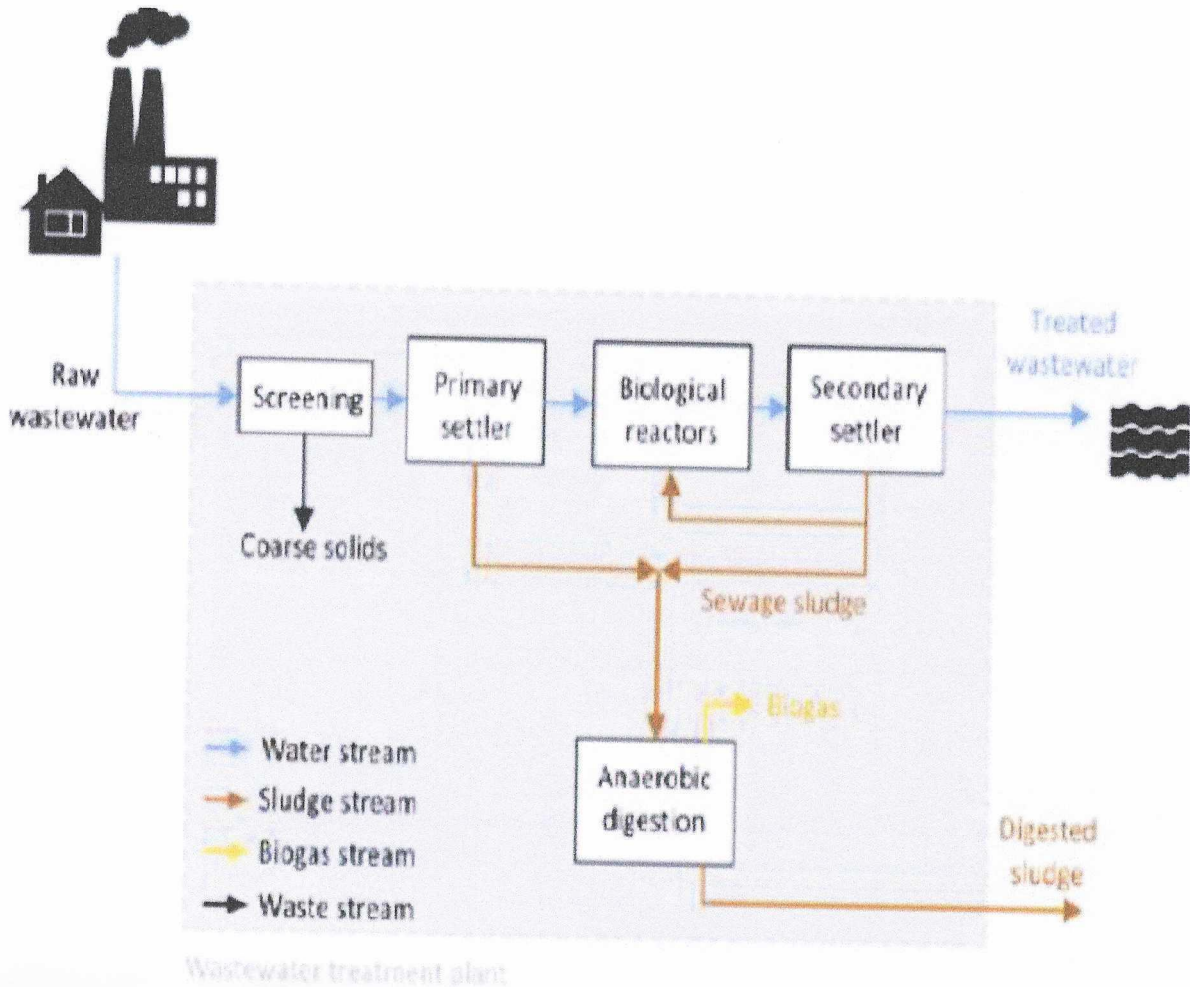 Treated
wastewater
Raw
wastewater
Screening
Primary
settler
Biological
reactors
Secondary
settler
Coarse solids
Sewage sludge
Biogas
Water stream
Sludge stream
Biogas stream
Waste stream
Anaerobic
digestion
Digested
sludge
Wastewater treatment plant